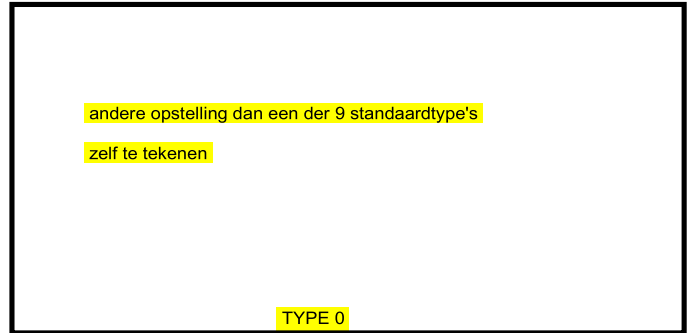 andere opstelling dan een der 9 standaardtype's
zelf te tekenen
TYPE 0